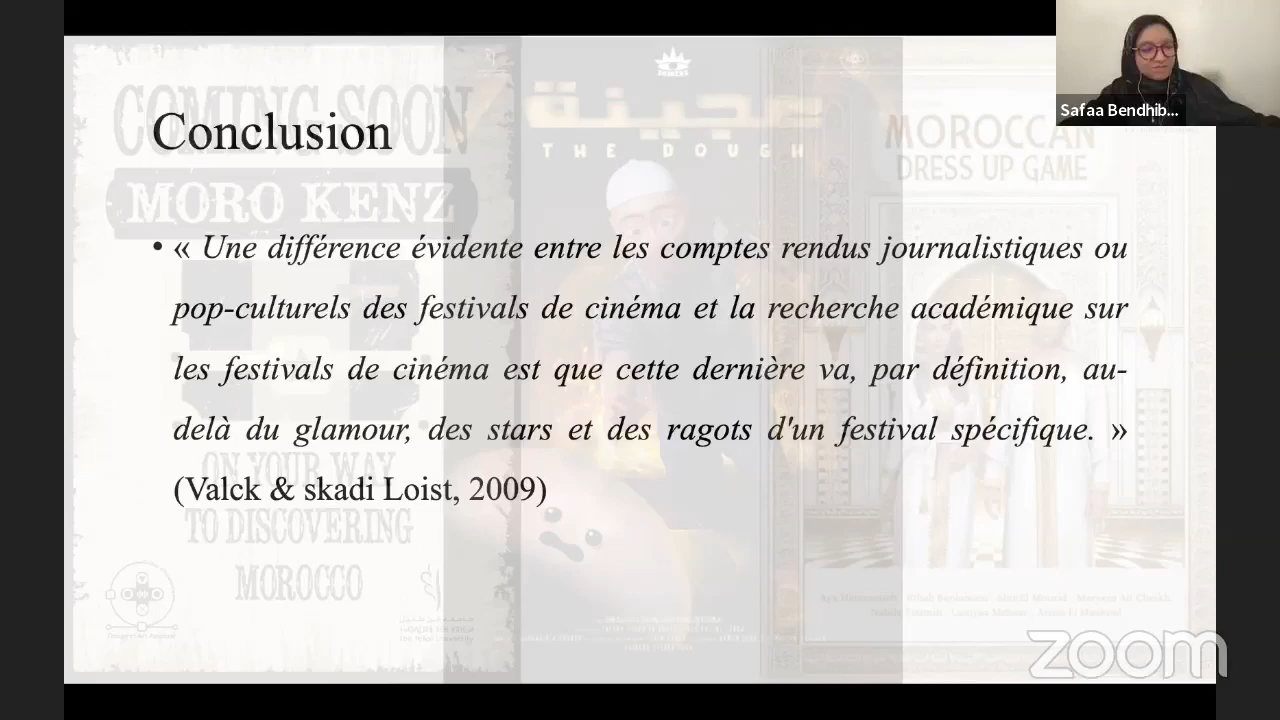 Safaa Bendhib...
COMING SOON
Conclusion
MORO KENZ
عجينة
THE DOUGH
MOROCCAN
DRESS UP GAME
• « Une différence évidente entre les comptes rendus journalistiques ou
pop-culturels des festivals de cinéma et la recherche académique sur
les festivals de cinéma est que cette dernière va, par définition, au-
delà du glamour, des stars et des ragots d'un festival spécifique. »
(Valck & skadi Loist, 2009)
ON YOUR WAY
TO DISCOVERING
MOROCCO
zoom